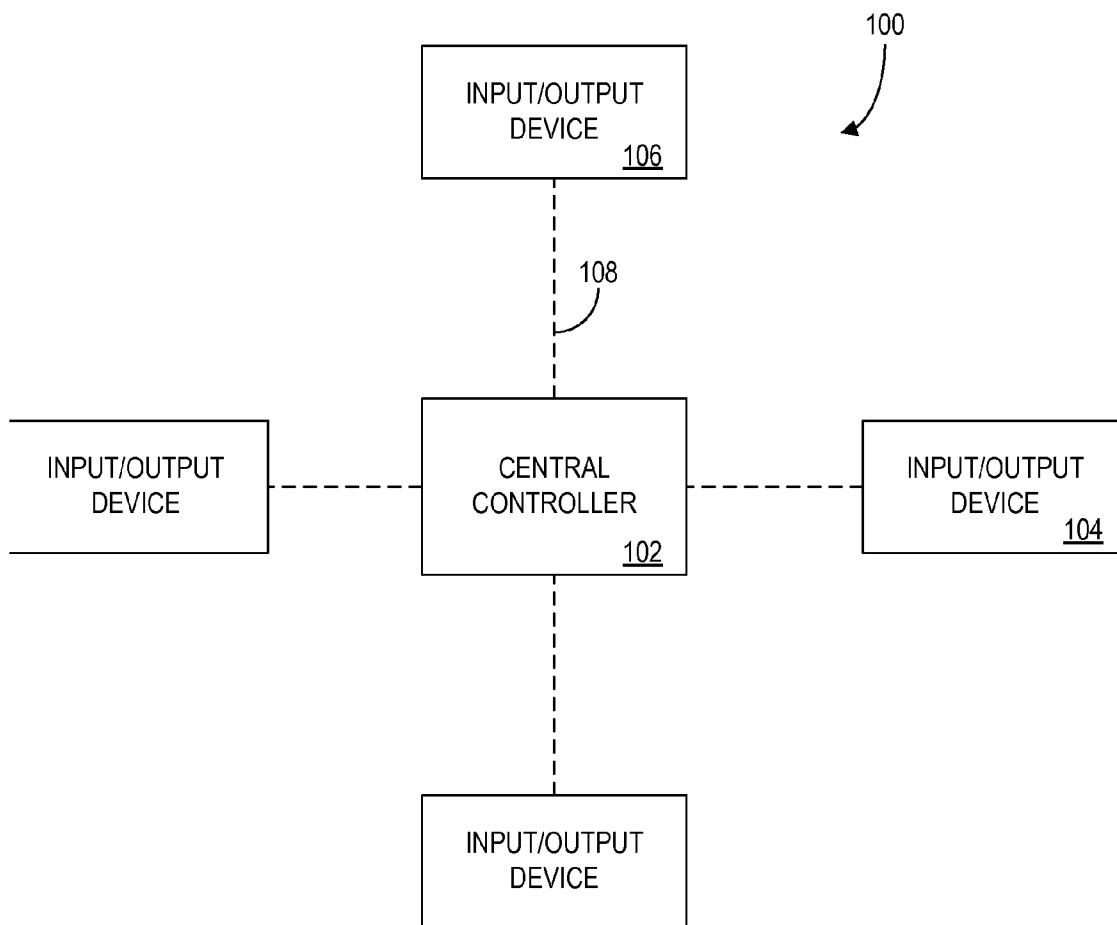 100
INPUT/OUTPUT
DEVICE
106
108
INPUT/OUTPUT
DEVICE
CENTRAL
CONTROLLER
102
INPUT/OUTPUT
DEVICE
104
INPUT/OUTPUT
DEVICE